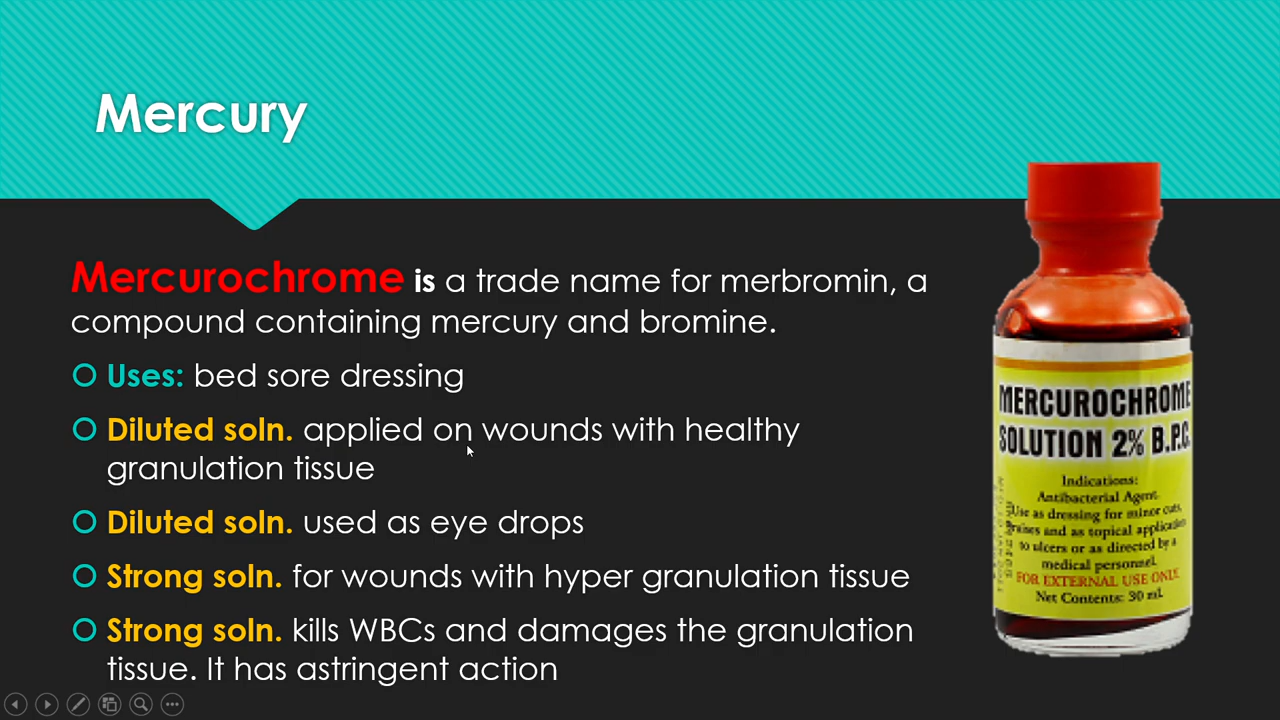 Mercury
Mercurochrome is a trade name for merbromin, a
compound containing mercury and bromine.
Uses: bed sore dressing
Diluted soln. applied on wounds with healthy
granulation tissue
Diluted soln. used as eye drops
Strong soln. for wounds with hyper granulation tissue
Strong soln. kills WBCs and damages the granulation
tissue. It has astringent action
MERCUROCHROME
SOLUTION 2% B.P.C.
Indications:
Antibacterial Agent.
Use as dressing for minor cuts,
and as topical application
to ulcers or as directed by a
medical personnel.
FOR EXTERNAL USE ONLY.
Net Contents: 30 ml.